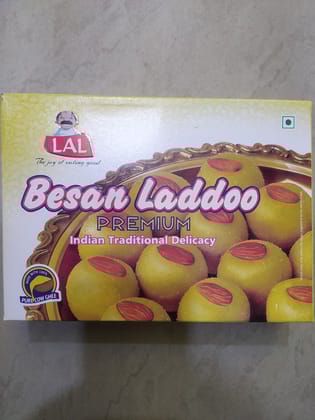 LAL
The joy of eating good
Besan Laddoo
PREMIUM
Indian Traditional Delicacy
PURE COW GHEE